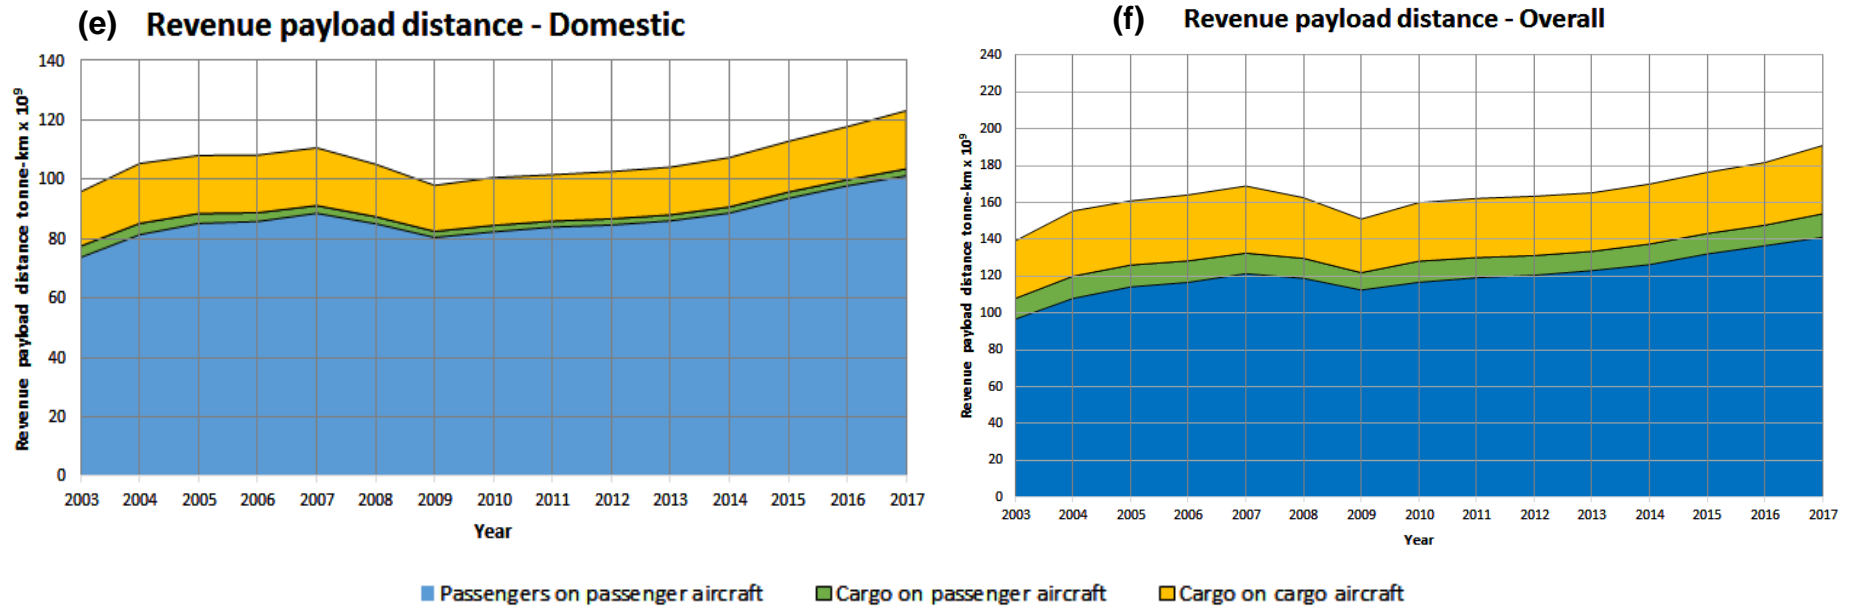 (e) Revenue payload distance - Domestic
Revenue payload distance tonne-km x 10⁹
140
120
100
80
60
40
20
0
2003 2004 2005 2006 2007 2008 2009 2010 2011 2012 2013 2014 2015 2016 2017
Year
(f) Revenue payload distance - Overall
Revenue payload distance tonne-km x 10⁹
240
220
200
180
160
140
120
100
80
60
40
20
0
2003 2004 2005 2006 2007 2008 2009 2010 2011 2012 2013 2014 2015 2016 2017
Year
Passengers on passenger aircraft Cargo on passenger aircraft Cargo on cargo aircraft